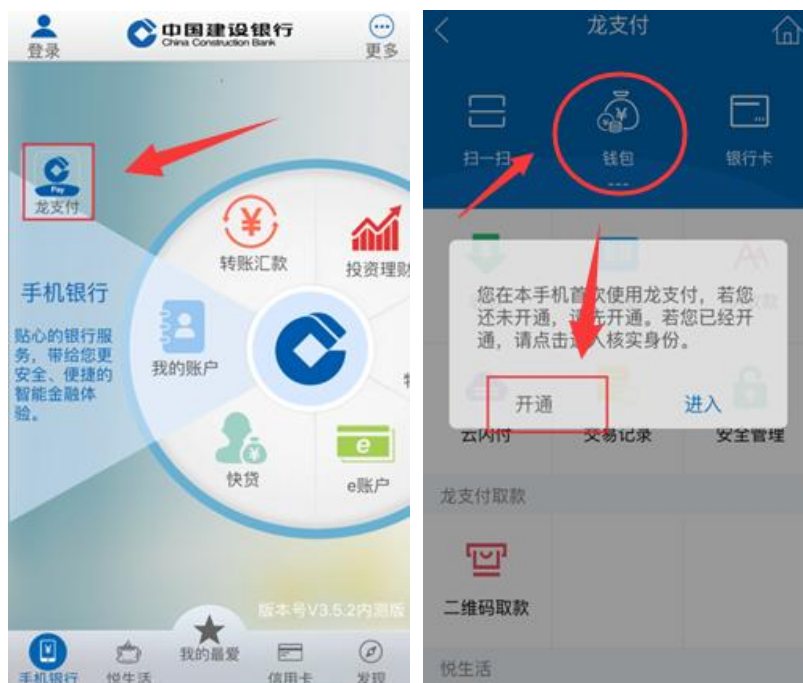 登录
中国建设银行
China Construction Bank
更多
Pay
龙支付
转账汇款
投资理财
手机银行
贴心的银行服
务，带给您更
安全、便捷的
智能金融体
验。
我的账户
快贷
e
e账户
版本号V3.5.2内测版
手机银行
悦生活
我的最爱
信用卡
发现
龙支付
扫一扫
钱包
银行卡
您在本手机首次使用龙支付，若您
还未开通，请先开通。若您已经开
通，请点击进入核实身份。
开通
进入
云闪付
交易记录
安全管理
龙支付取款
二维码取款
悦生活